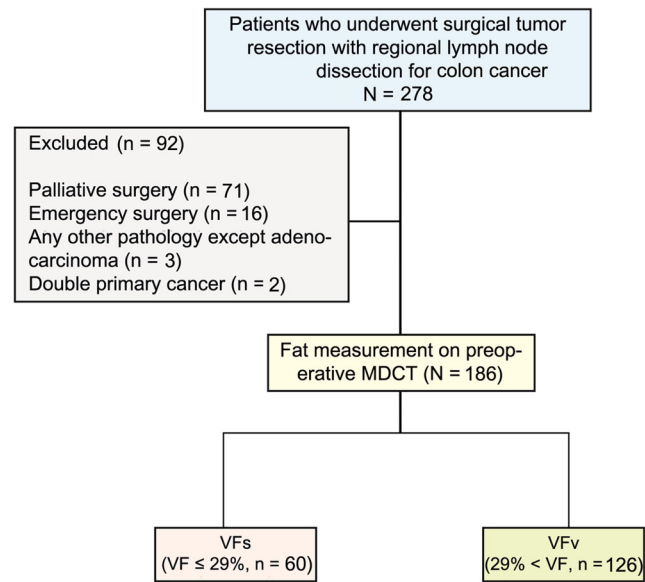 Patients who underwent surgical tumor
resection with regional lymph node
dissection for colon cancer
N = 278
Excluded (n = 92)
Palliative surgery (n = 71)
Emergency surgery (n = 16)
Any other pathology except adeno-
carcinoma (n = 3)
Double primary cancer (n = 2)
Fat measurement on preop-
erative MDCT (N = 186)
VFs
(VF ≤ 29%, n = 60)
VFv
(29% < VF, n = 126)